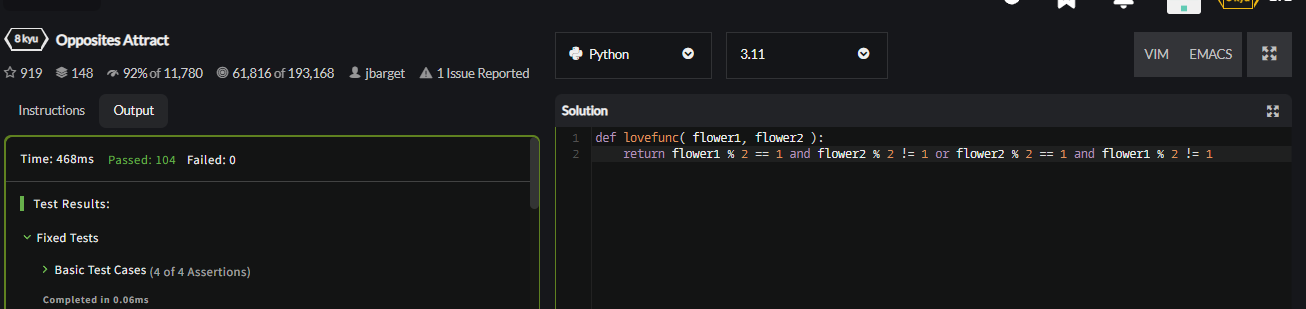 8 kyu Opposites Attract
919 148 92% of 11,780 61,816 of 193,168 jbarget 1 Issue Reported
Python
3.11
VIM EMACS
Instructions Output
Time: 468ms Passed: 104 Failed: 0
Test Results:
Fixed Tests
Basic Test Cases (4 of 4 Assertions)
Completed in 0.06ms
Solution
1 def lovefunc( flower1, flower2 ):
2 return flower1 % 2 == 1 and flower2 % 2 != 1 or flower2 % 2 == 1 and flower1 % 2 != 1